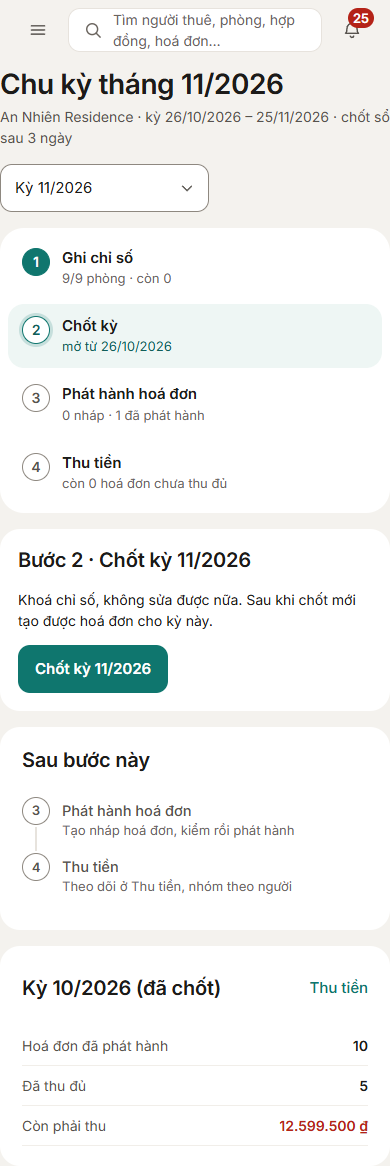 Tìm người thuê, phòng, hợp
đồng, hoá đơn...
25
Chu kỳ tháng 11/2026
An Nhiên Residence · kỳ 26/10/2026 – 25/11/2026 · chốt sổ
sau 3 ngày
Kỳ 11/2026
1
Ghi chỉ số
9/9 phòng · còn 0
2
Chốt kỳ
mở từ 26/10/2026
3
Phát hành hoá đơn
0 nháp · 1 đã phát hành
4
Thu tiền
còn 0 hoá đơn chưa thu đủ
Bước 2 · Chốt kỳ 11/2026
Khoá chỉ số, không sửa được nữa. Sau khi chốt mới
tạo được hoá đơn cho kỳ này.
Chốt kỳ 11/2026
Sau bước này
3
Phát hành hoá đơn
Tạo nháp hoá đơn, kiểm rồi phát hành
4
Thu tiền
Theo dõi ở Thu tiền, nhóm theo người
Kỳ 10/2026 (đã chốt)
Thu tiền
Hoá đơn đã phát hành 10
Đã thu đủ 5
Còn phải thu 12.599.500 ₫